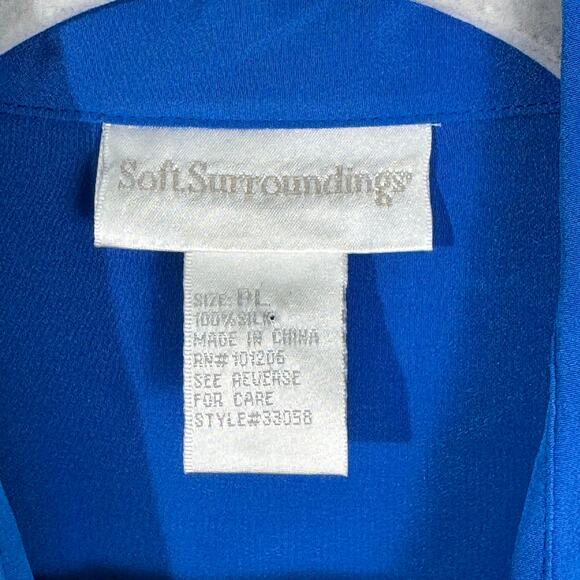 Soft Surroundings®
SIZE: PL
100% SILK
MADE IN CHINA
RN# 101206
SEE REVERSE
FOR CARE
STYLE#33058